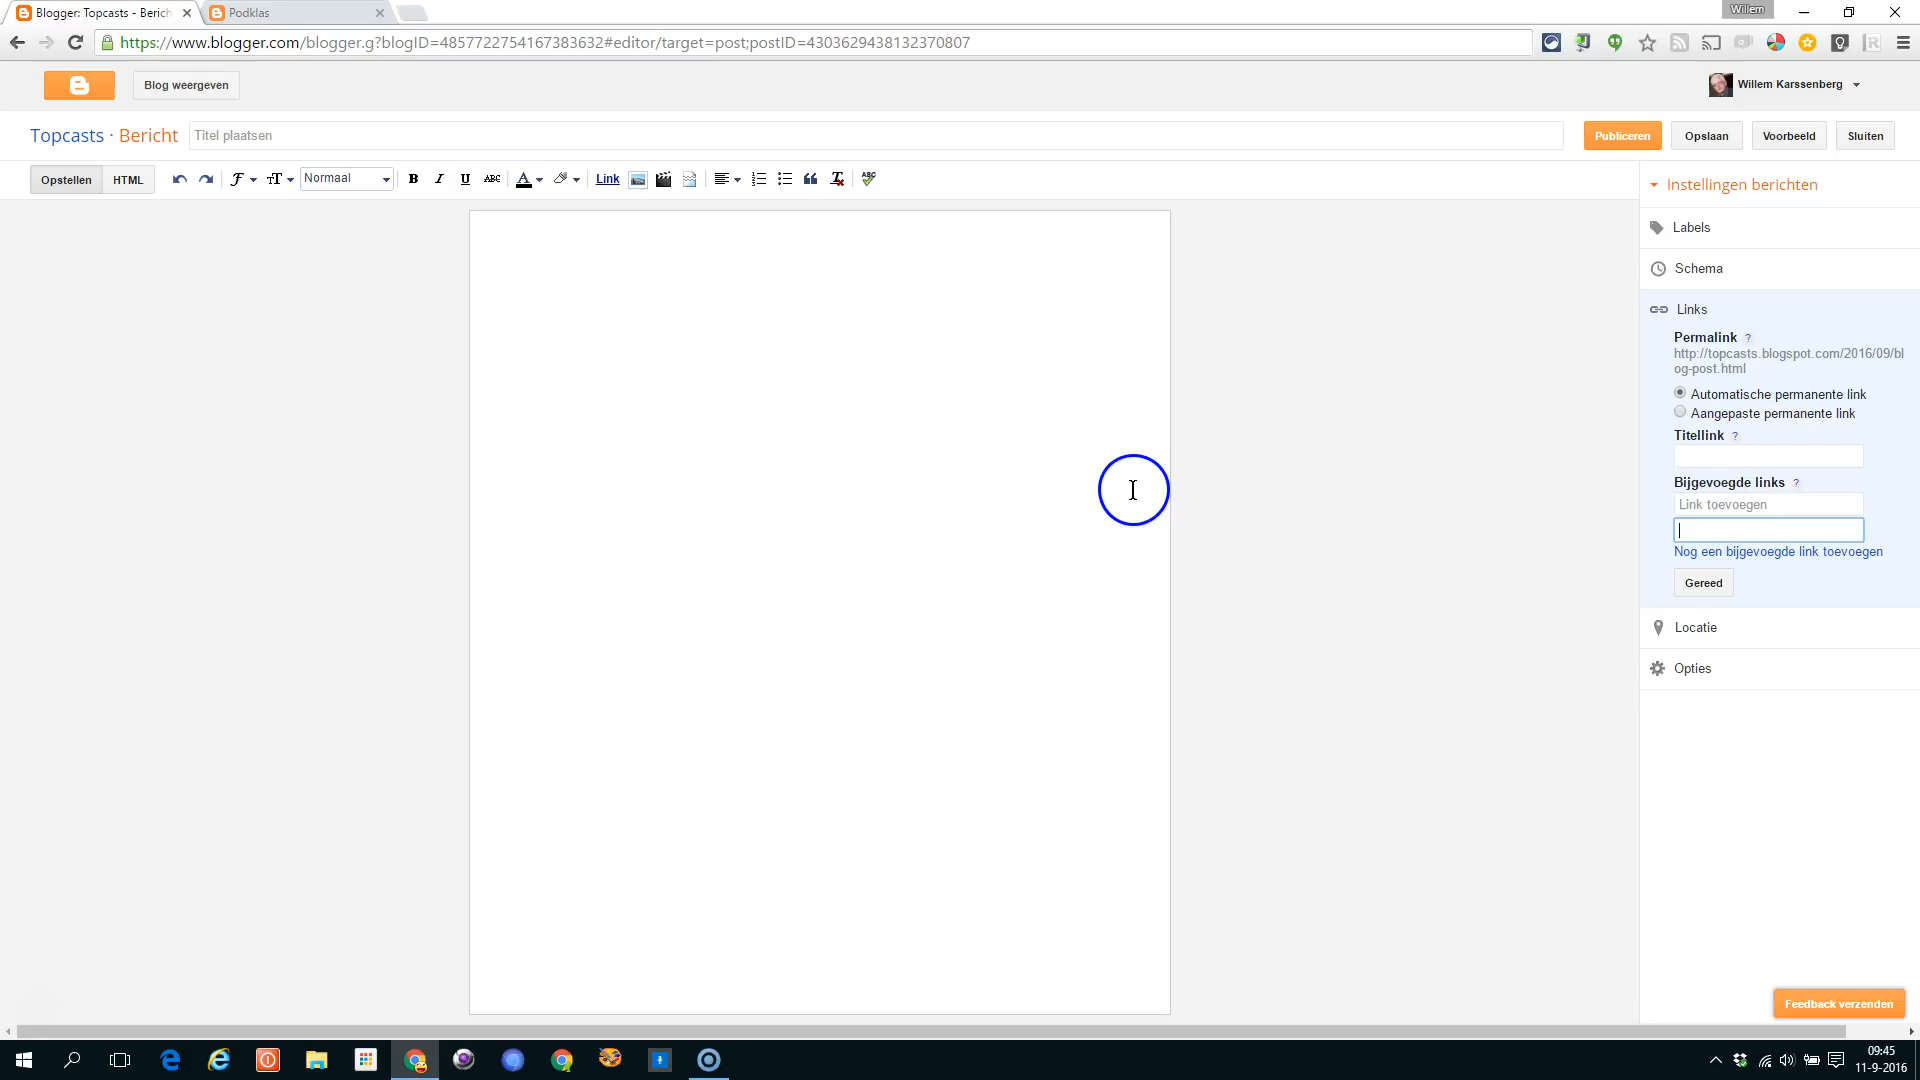 Blogger: Topcasts - Berich
Podklas
Willem
https://www.blogger.com/blogger.g?blogID=4857722754167383632#editor/target=post;postID=4303629438132370807
Blog weergeven
Willem Karssenberg
Topcasts · Bericht
Titel plaatsen
Publiceren
Opslaan
Voorbeeld
Sluiten
Opstellen
HTML
Normaal
B
I
U
ABC
A
Link
ABC
Instellingen berichten
Labels
Schema
Links
Permalink ?
http://topcasts.blogspot.com/2016/09/bl
og-post.html
Automatische permanente link
Aangepaste permanente link
Titellink ?
Bijgevoegde links ?
Link toevoegen
Nog een bijgevoegde link toevoegen
Gereed
Locatie
Opties
Feedback verzenden
09:45
11-9-2016